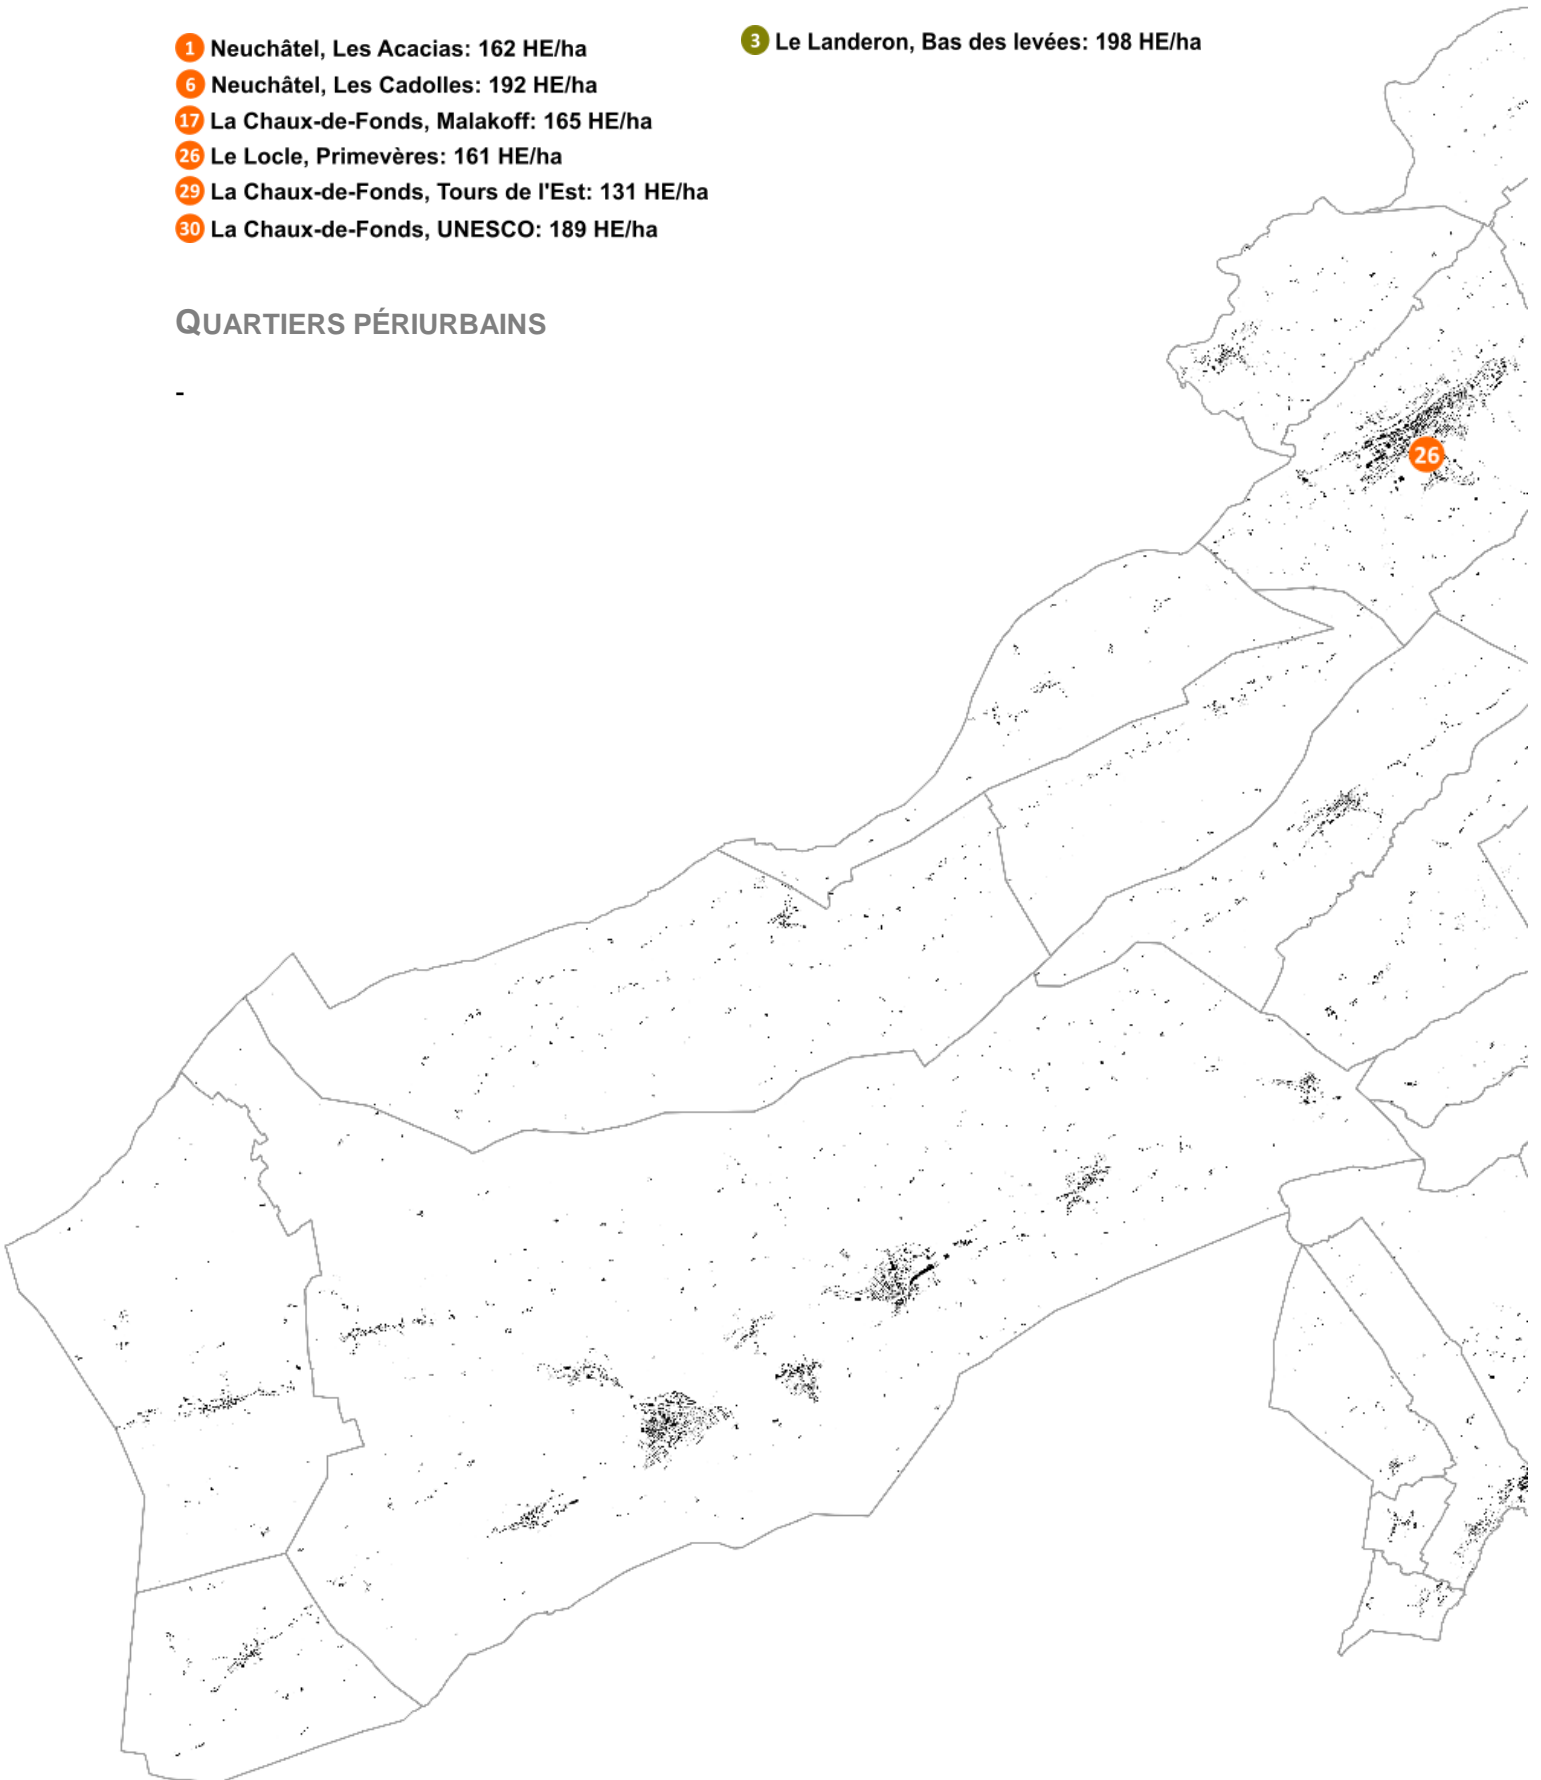 1 Neuchâtel, Les Acacias: 162 HE/ha
6 Neuchâtel, Les Cadolles: 192 HE/ha
17 La Chaux-de-Fonds, Malakoff: 165 HE/ha
26 Le Locle, Primevères: 161 HE/ha
29 La Chaux-de-Fonds, Tours de l'Est: 131 HE/ha
30 La Chaux-de-Fonds, UNESCO: 189 HE/ha
3 Le Landeron, Bas des levées: 198 HE/ha
QUARTIERS PÉRIURBAINS
-
26